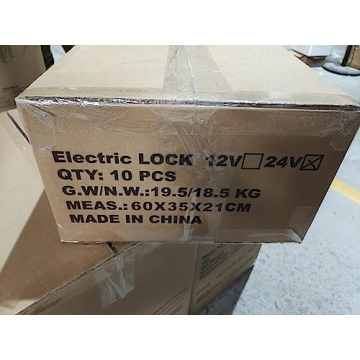 Electric LOCK 12V☐ 24V☒
QTY: 10 PCS
G.W/N.W.:19.5/18.5 KG
MEAS.: 60X35X21CM
MADE IN CHINA